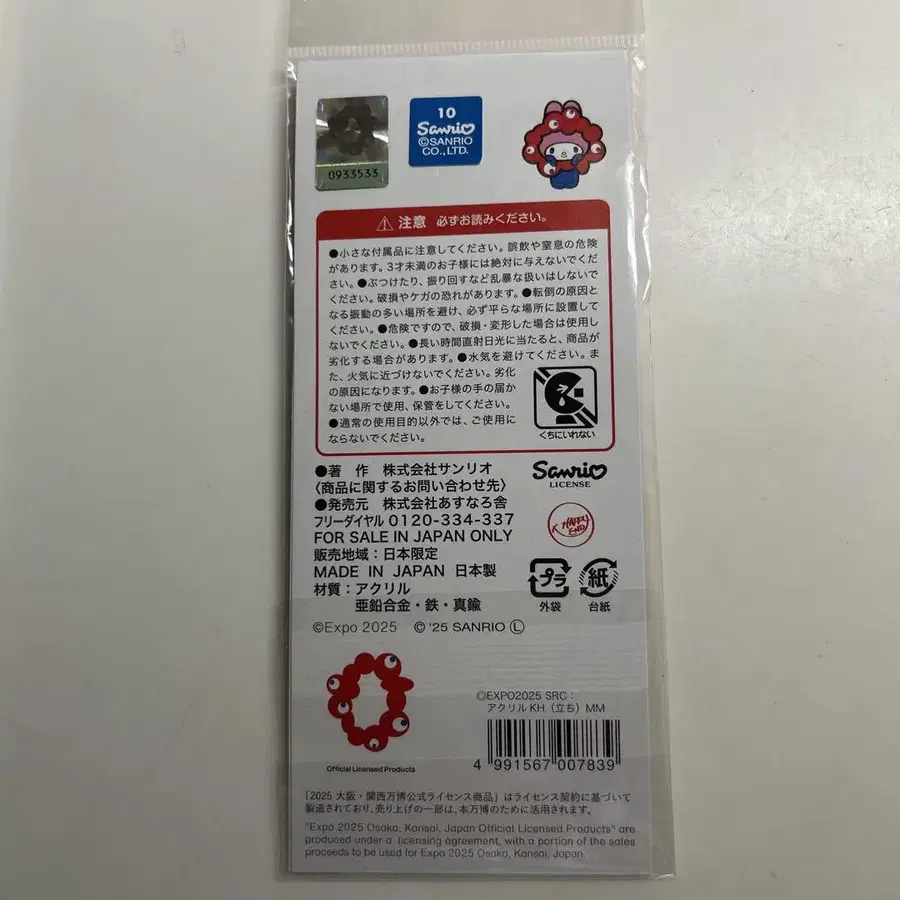 0933533
10
Sanrio
©SANRIO
CO.,LTD.
⚠注意 必ずお読みください。
●小さな付属品に注意してください。誤飲や窒息の危険
があります。3才未満のお子様には絶対に与えないでくだ
さい。●ぶつけたり、振り回すなど乱暴な扱いはしないで
ください。破損やケガの恐れがあります。●転倒の原因と
なる振動の多い場所を避け、必ず平らな場所に設置して
ください。●危険ですので、破損・変形した場合は使用し
ないでください。●長い時間直射日光に当たると、商品が
劣化する場合があります。●水気を避けてください。ま
た、火気に近づけないでください。劣化
の原因になります。●お子様の手の届か
ない場所で使用、保管をしてください。
●通常の使用目的以外では、ご使用に
ならないでください。
くちにいれない
●著 作 株式会社サンリオ
〈商品に関するお問い合わせ先〉
●発売元 株式会社あすなろ舎
フリーダイヤル 0120-334-337
FOR SALE IN JAPAN ONLY
販売地域:日本限定
MADE IN JAPAN 日本製
材質:アクリル
亜鉛合金・鉄・真鍮
©Expo 2025 © '25 SANRIO Ⓛ
Sanrio
LICENSE
HAPPY
END
プラ
外袋
紙
台紙
Official Licensed Products
©EXPO2025 SRC:
アクリルKH(立ち)MM
4 991567 007839
「2025 大阪・関西万博公式ライセンス商品」はライセンス契約に基づいて
製造されており、売り上げの一部は、本万博のために活用されます。
"Expo 2025 Osaka, Kansai, Japan Official Licensed Products" are
produced under a licensing agreement, with a portion of the sales
proceeds to be used for Expo 2025 Osaka, Kansai, Japan.